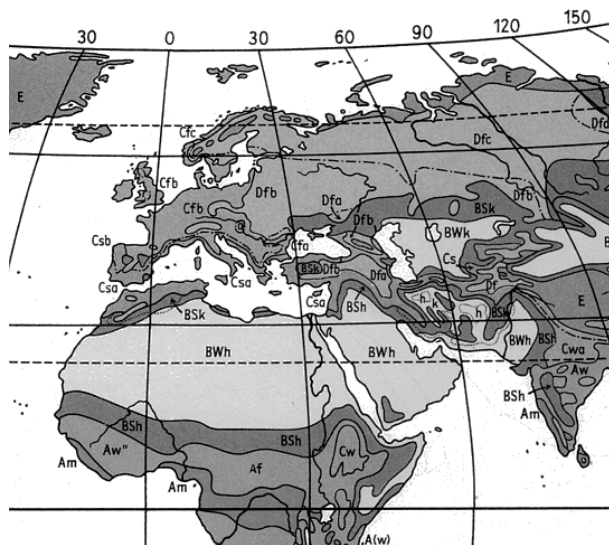 30 0 30 60 90 120 150
E
E
Cfc
Dfc
Dfc
Cfb
Dfb
Cfb
Dfa
Dfb
Dfb
BSk
BWk
Csb
D
Cfa
Cs
BSk
Dfb
Dfa
Df
Csa
Csa
Csa
BSh
h k
h
BSk
E
BSk
BWh
BWh
BWh
BSh
Cwa
Aw
BSh
Am
BSh
BSh
Aw"
Cw
Am
Am
Af
A(w)